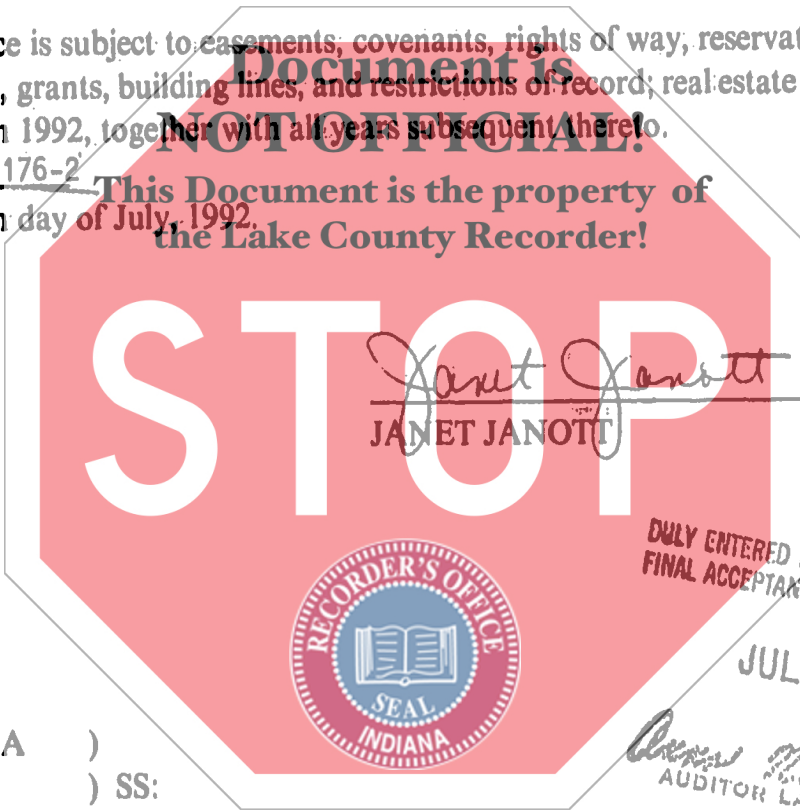 ce is subject to easements, covenants, rights of way, reservat
Document is
, grants, building lines, and restrictions of record; real estate
NOT OFFICIAL!
1992, together with all years subsequent thereto.
176-2
This Document is the property of
day of July, 1992.
the Lake County Recorder!
STOP
Janet Janott
JANET JANOTT
DULY ENTERED
FINAL ACCEPTAN
RECORDER'S OFFICE
SEAL
INDIANA
JUL
A )
) SS:
AUDITOR L